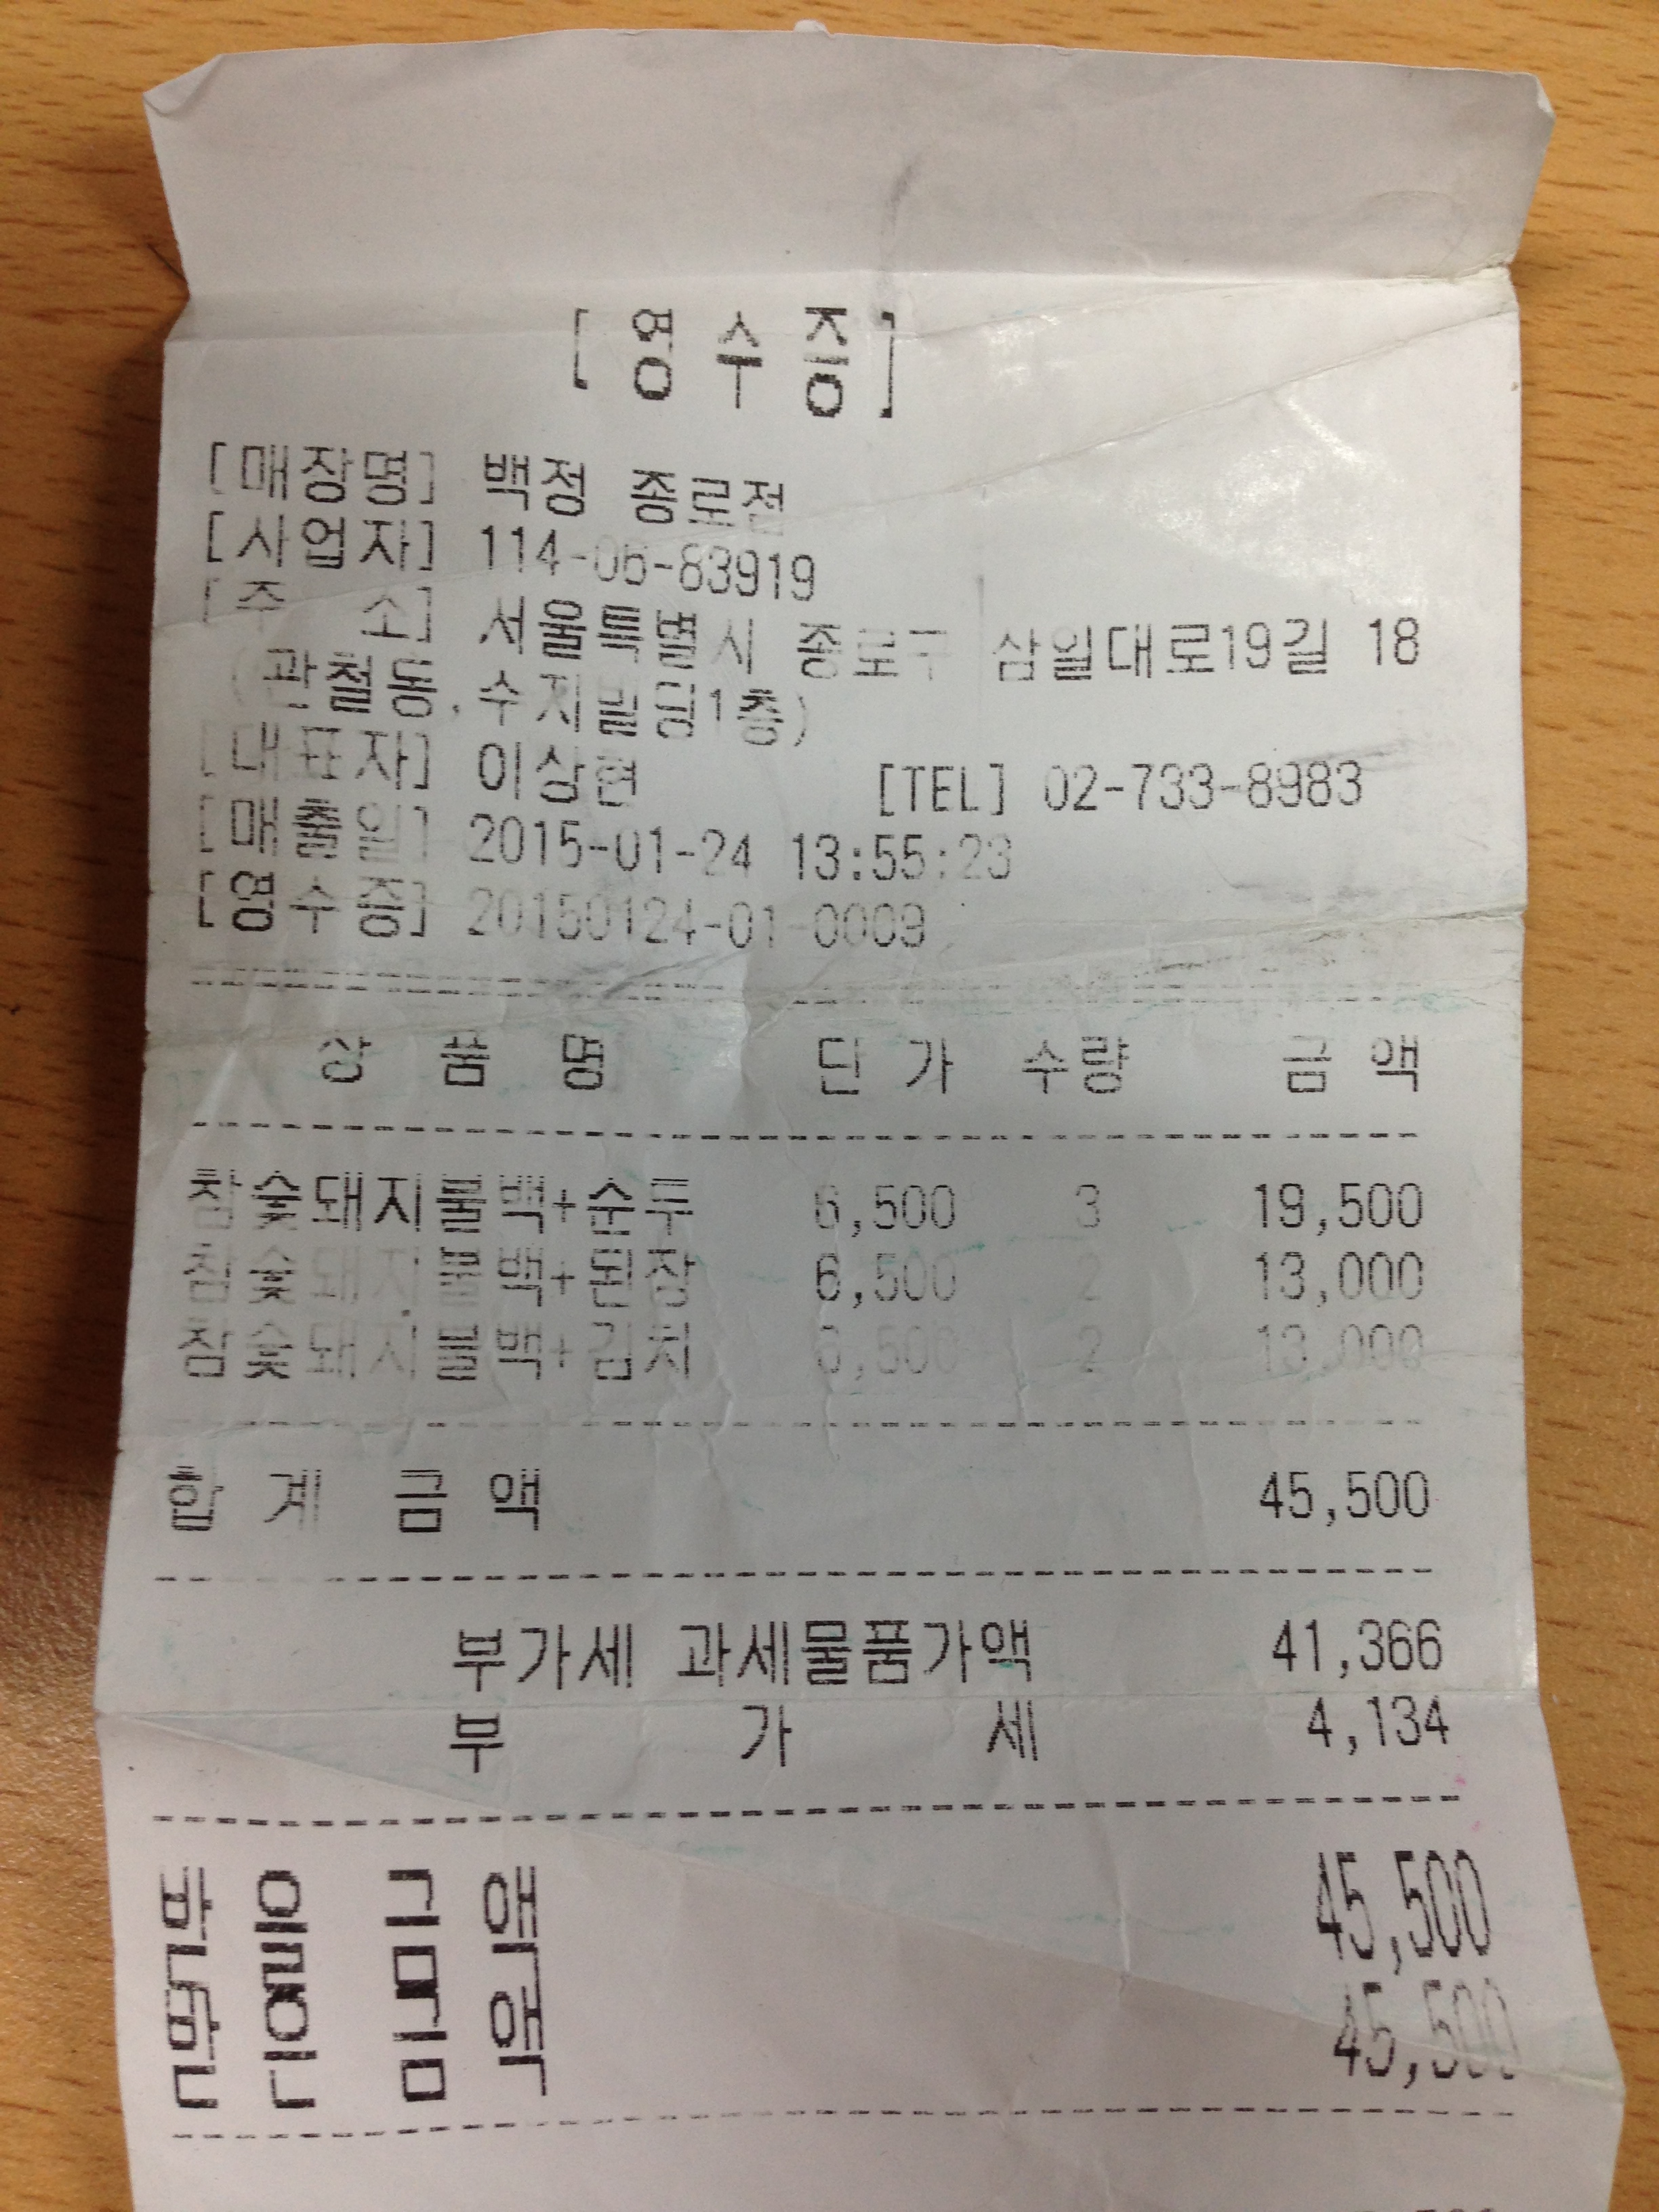 [영 수 증]
[매장명] 백정 종로점
[사업자] 114-06-83919
[주 소] 서울특별시 종로구 삼일대로19길 18
(관철동,수지빌딩1층)
[대표자] 이상현 [TEL] 02-733-8983
[매출일] 2015-01-24 13:55:23
[영수증] 20150124-01-0009
상 품 명 단 가 수량 금 액
참숯돼지불백+순두 6,500 3 19,500
참숯돼지불백+된장 6,500 2 13,000
참숯돼지불백+김치 6,500 2 13,000
합 계 금 액 45,500
부가세 과세물품가액 41,366
부 가 세 4,134
받 을 금 액 45,500
받 은 금 액 45,500